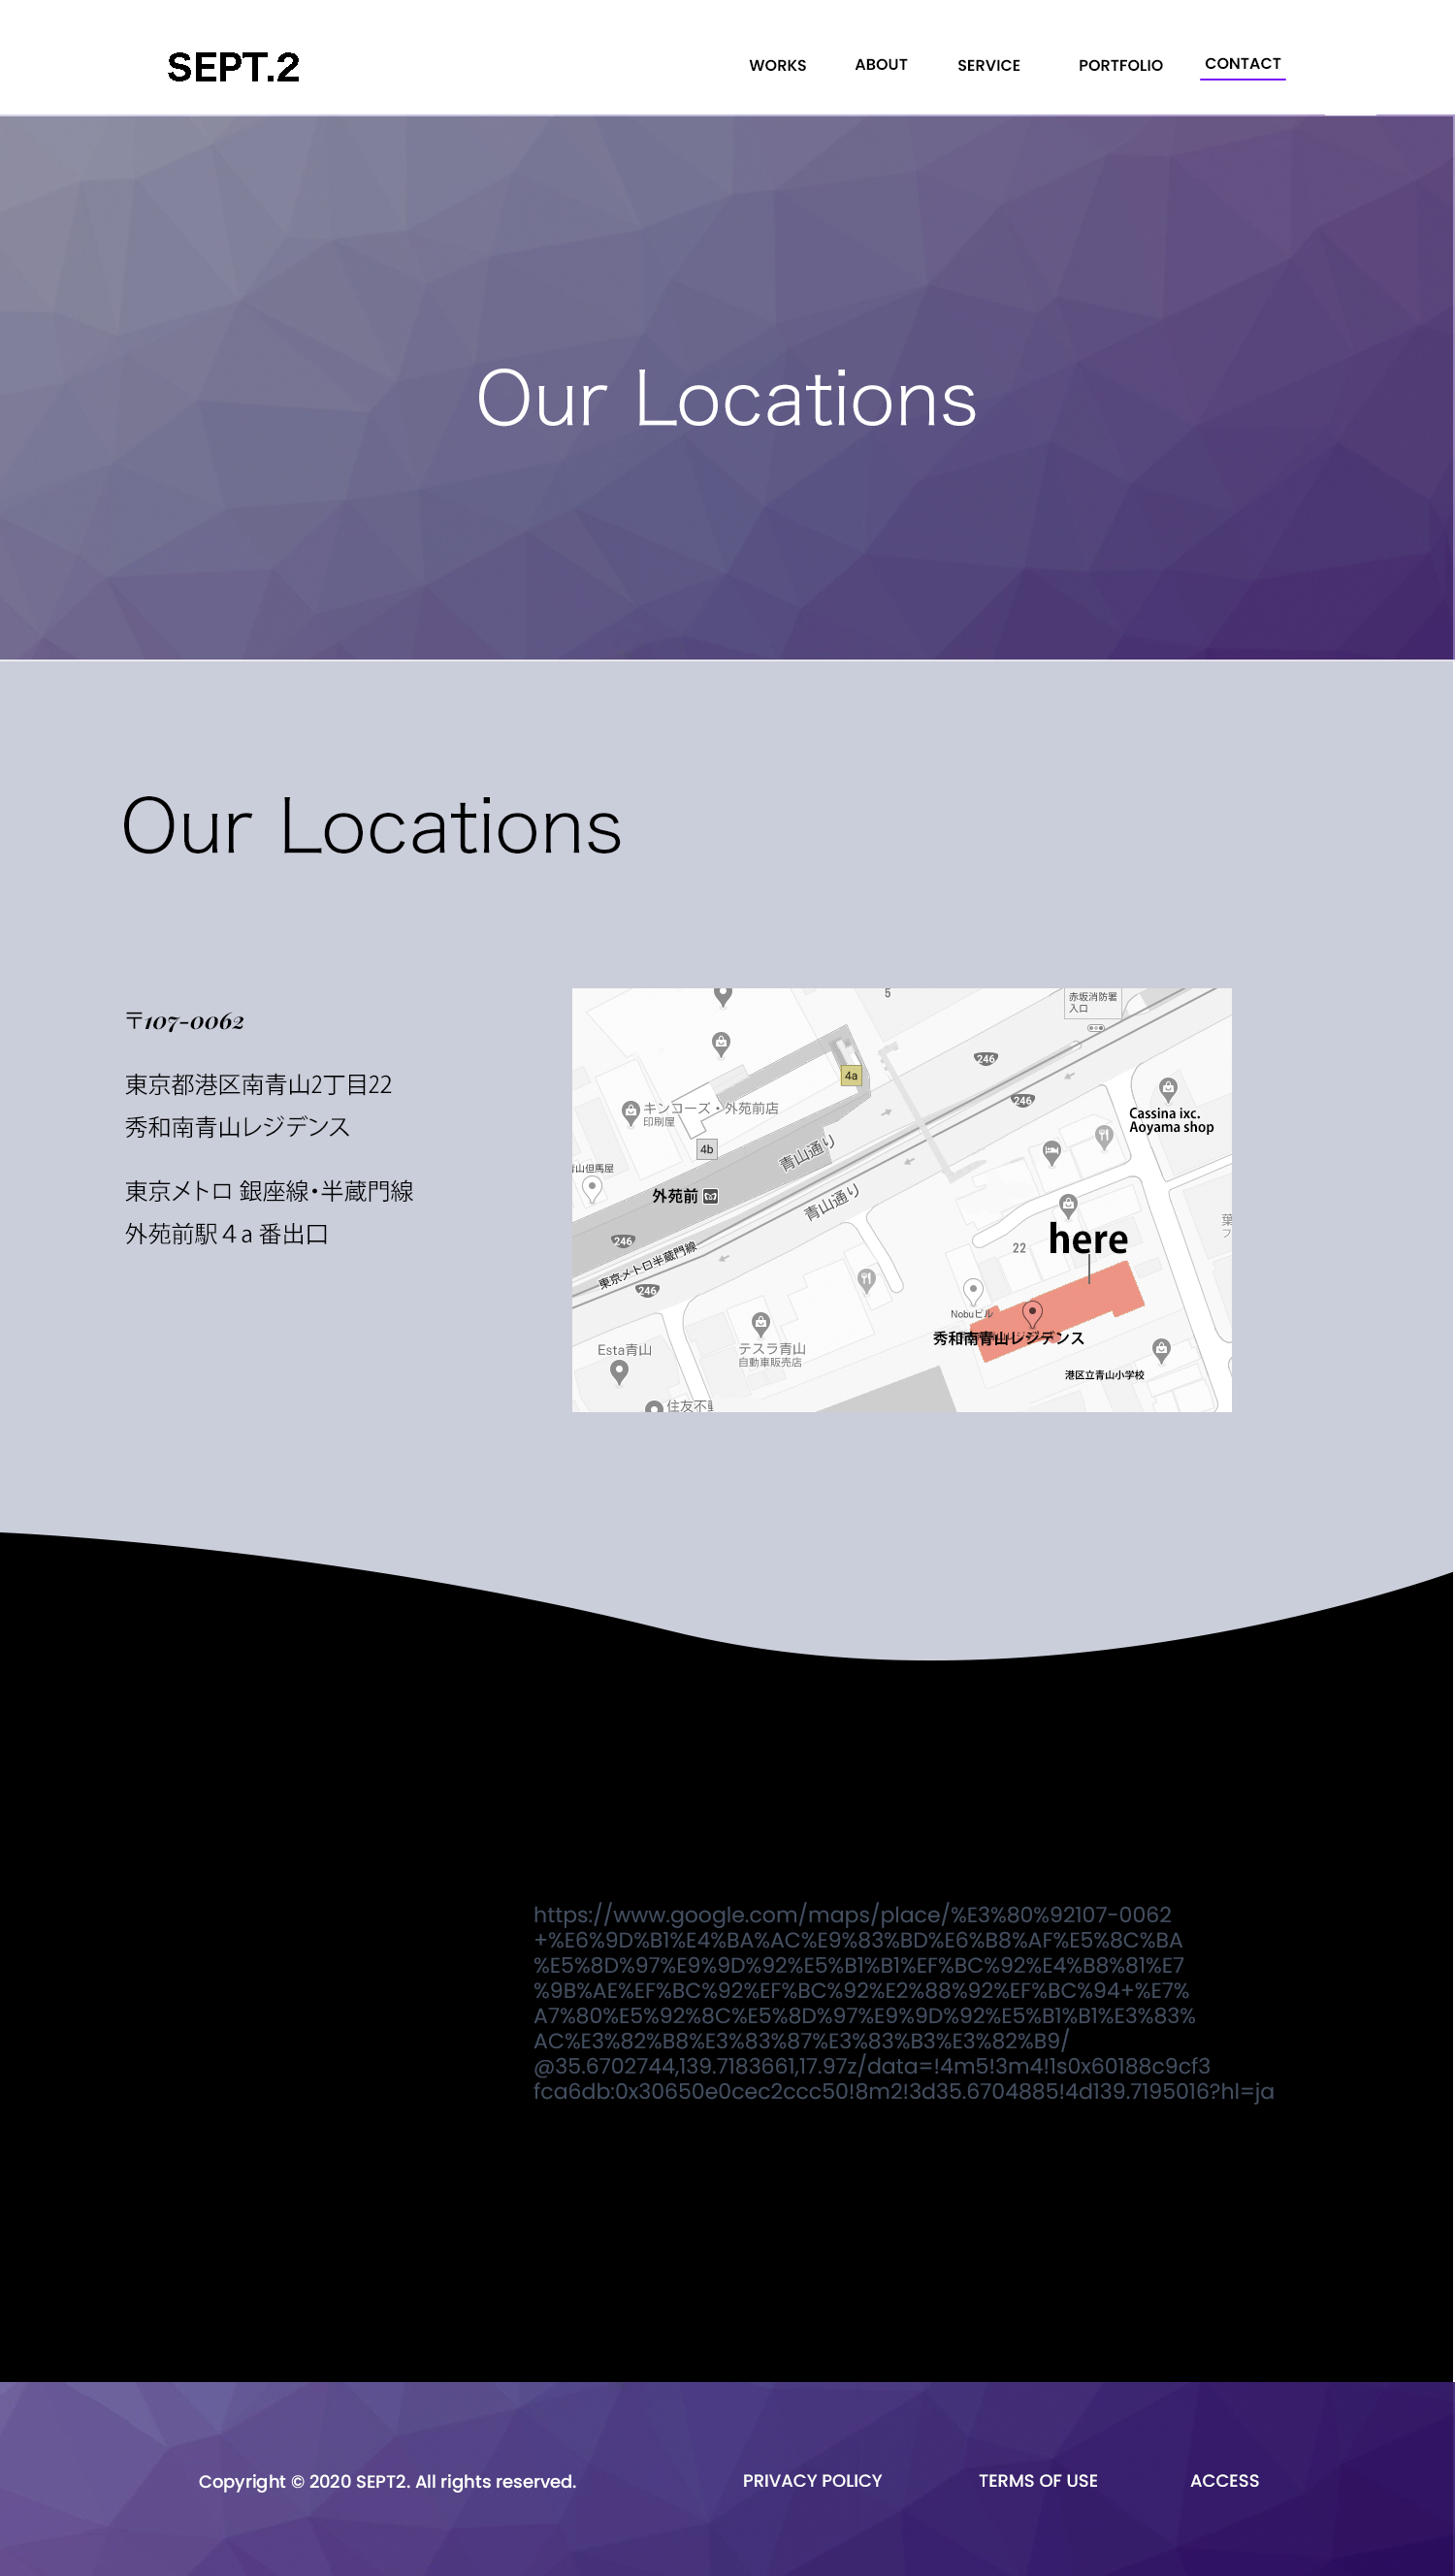 SEPT.2
WORKS
ABOUT
SERVICE
PORTFOLIO
CONTACT
Our Locations
Our Locations
〒107-0062
東京都港区南青山2丁目22
秀和南青山レジデンス
東京メトロ 銀座線・半蔵門線
外苑前駅４a 番出口
5
赤坂消防署
入口
246
4a
246
キンコーズ・外苑前店
印刷屋
Cassina ixc.
Aoyama shop
4b
青山通り
山但馬屋
外苑前
青山通り
here
22
246
東京メトロ半蔵門線
246
Nobuビル
秀和南青山レジデンス
Esta青山
テスラ青山
自動車販売店
港区立青山小学校
住友不
https://www.google.com/maps/place/%E3%80%92107-0062
+%E6%9D%B1%E4%BA%AC%E9%83%BD%E6%B8%AF%E5%8C%BA
%E5%8D%97%E9%9D%92%E5%B1%B1%EF%BC%92%E4%B8%81%E7
%9B%AE%EF%BC%92%EF%BC%92%E2%88%92%EF%BC%94+%E7%
A7%80%E5%92%8C%E5%8D%97%E9%9D%92%E5%B1%B1%E3%83%
AC%E3%82%B8%E3%83%87%E3%83%B3%E3%82%B9/
@35.6702744,139.7183661,17.97z/data=!4m5!3m4!1s0x60188c9cf3
fca6db:0x30650e0cec2ccc50!8m2!3d35.6704885!4d139.7195016?hl=ja
Copyright © 2020 SEPT2. All rights reserved.
PRIVACY POLICY
TERMS OF USE
ACCESS